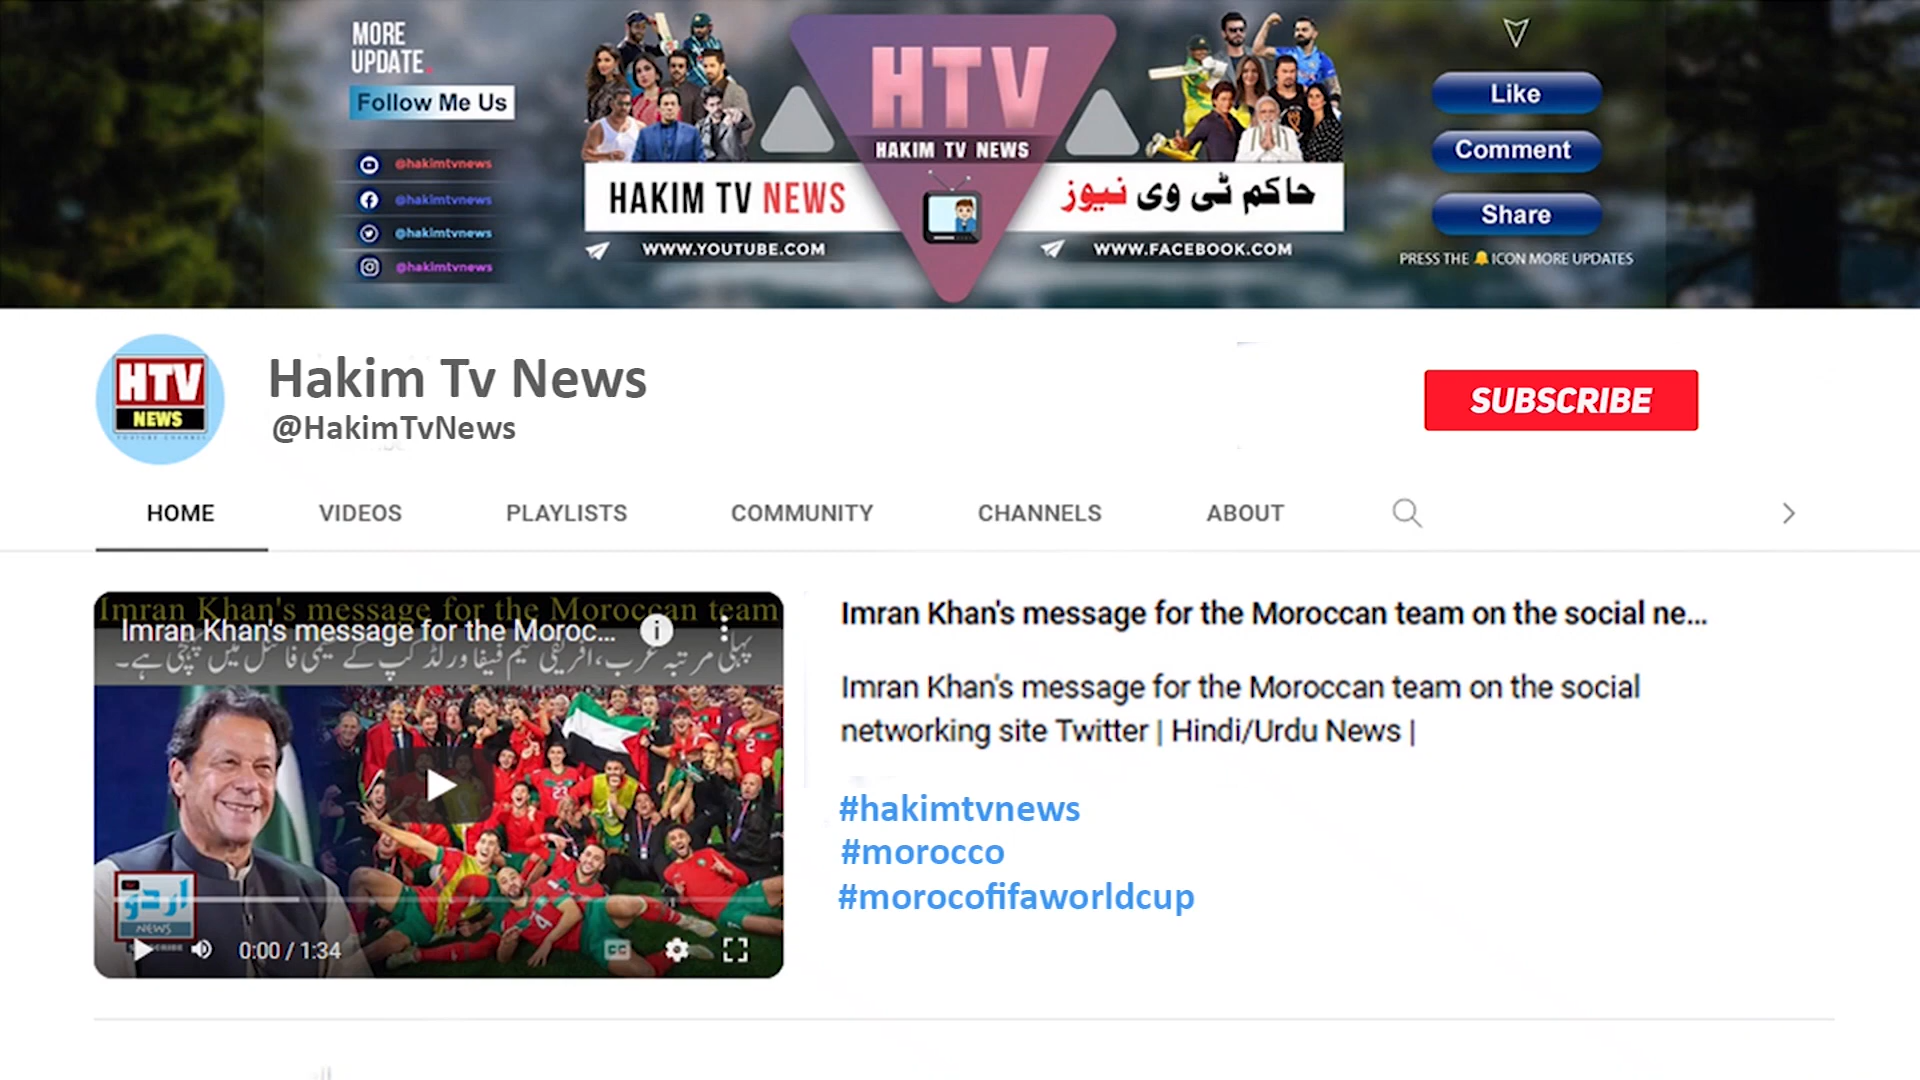 MORE
UPDATE.
Follow Me Us
@hakimtvnews
@hakimtvnews
@hakimtvnews
@hakimtvnews
HTV
HAKIM TV NEWS
HAKIM TV NEWS
حاکم ٹی وی نیوز
WWW.YOUTUBE.COM
WWW.FACEBOOK.COM
Like
Comment
Share
PRESS THE ICON MORE UPDATES
HTV
NEWS
YOUTUBE CHANNEL
Hakim Tv News
@HakimTvNews
SUBSCRIBE
HOME VIDEOS PLAYLISTS COMMUNITY CHANNELS ABOUT
Imran Khan's message for the Moroccan team
Imran Khan's message for the Moroc...
پہلی مرتبہ عرب، افریقی ٹیم فیفا ورلڈ کپ کے سیمی فائنل میں پہنچی ہے۔
اردو
NEWS
0:00 / 1:34
CC
Imran Khan's message for the Moroccan team on the social ne...
Imran Khan's message for the Moroccan team on the social
networking site Twitter | Hindi/Urdu News |
#hakimtvnews
#morocco
#morocofifaworldcup